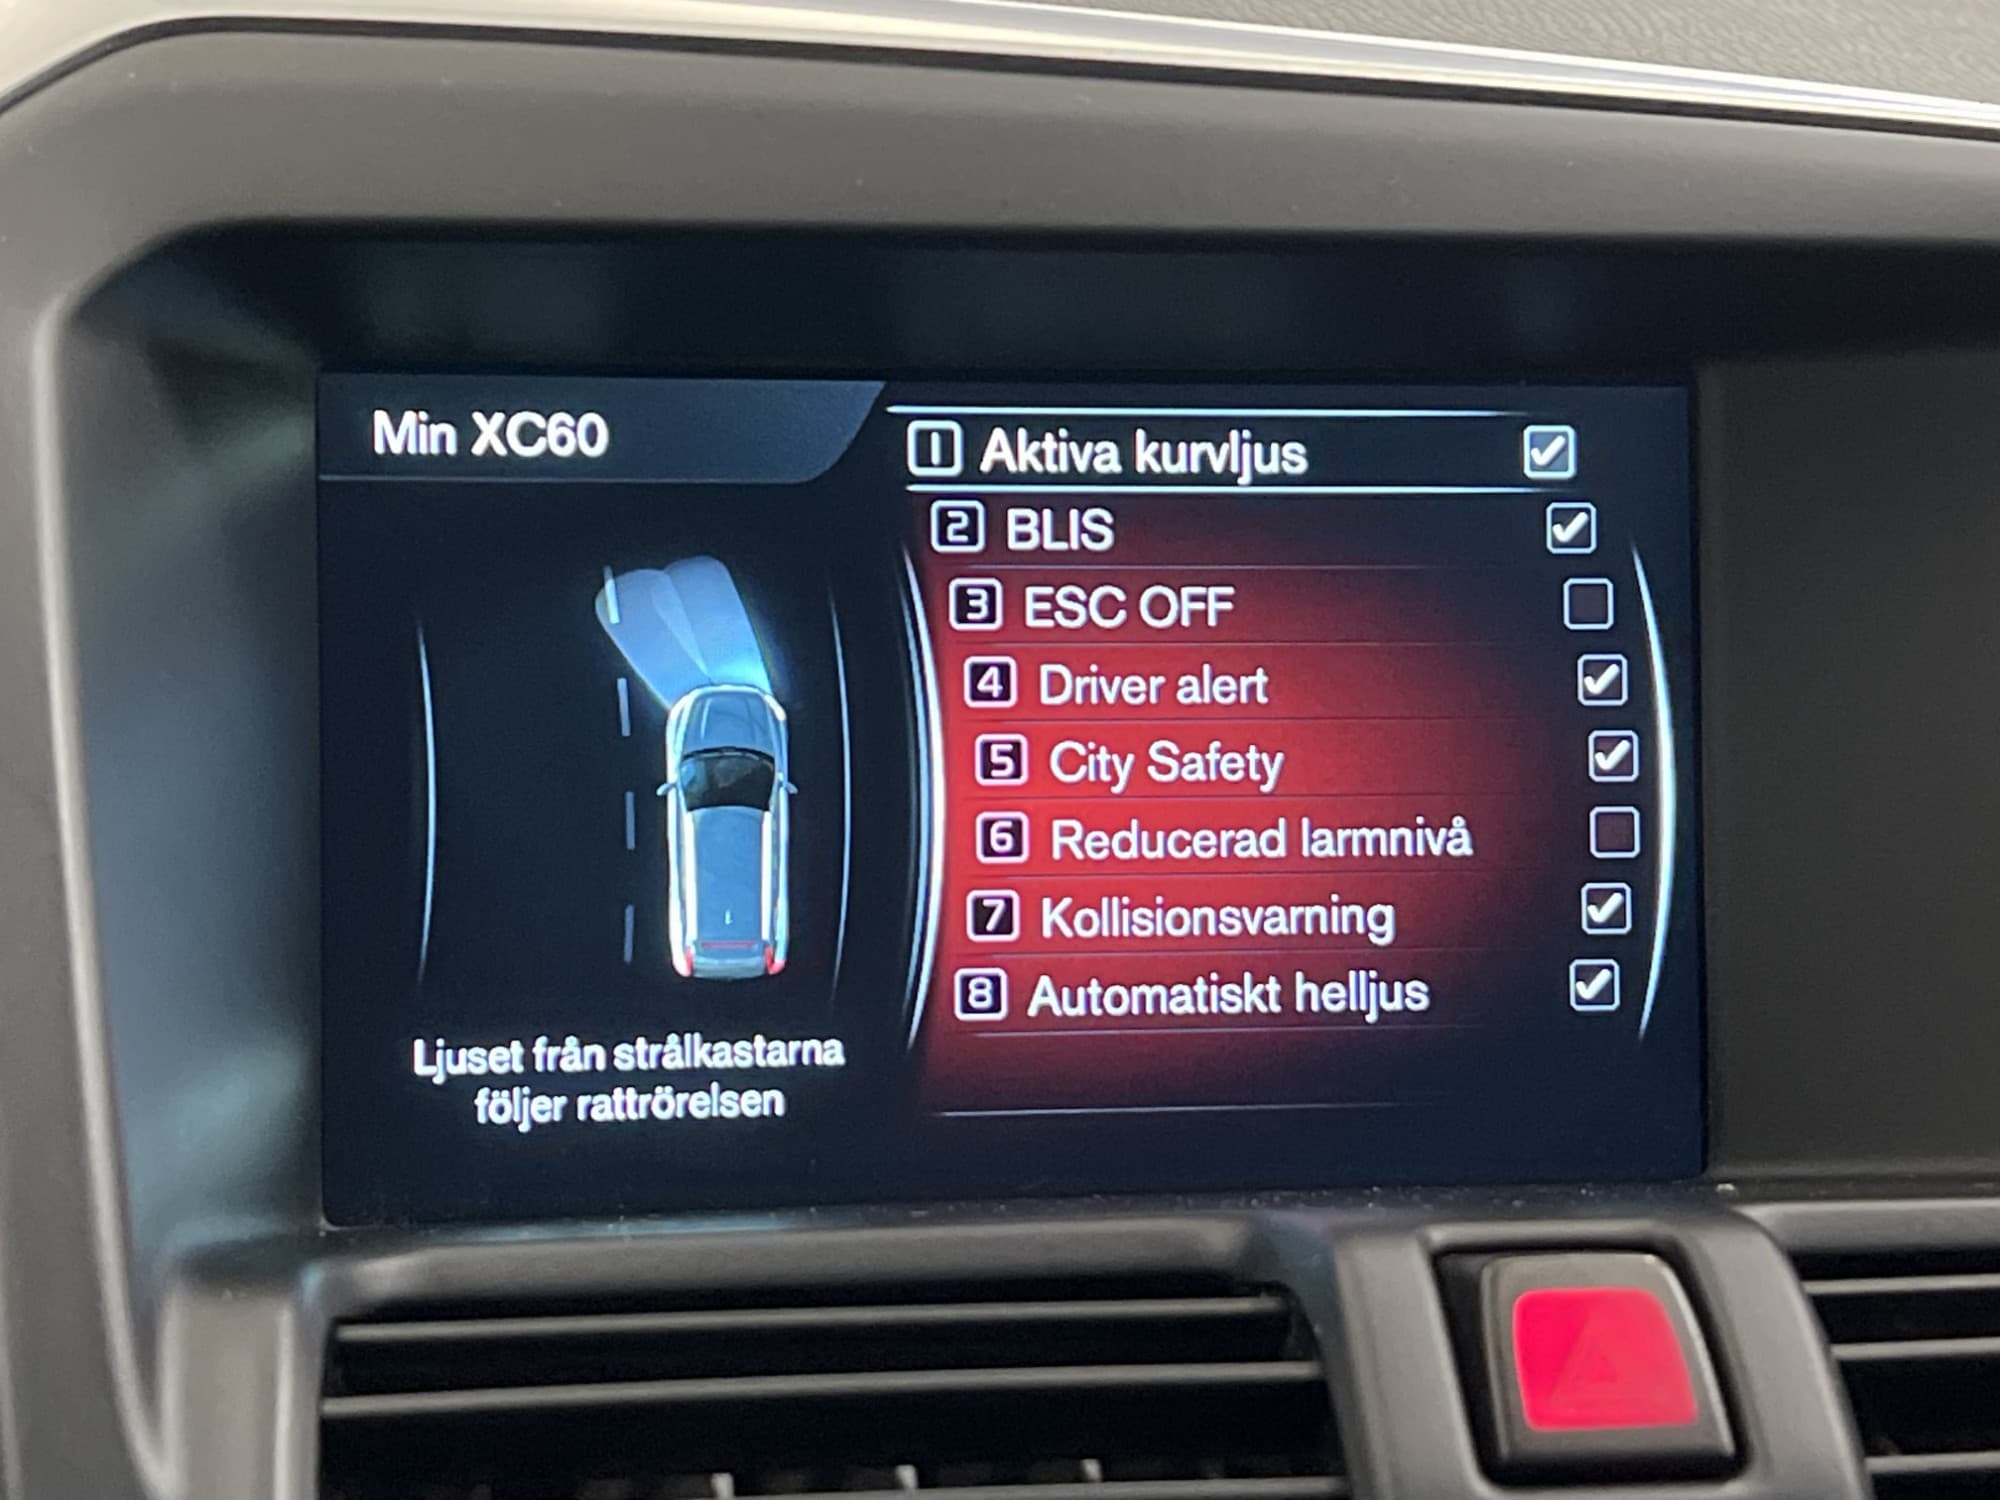 Min XC60
1 Aktiva kurvljus
2 BLIS
3 ESC OFF
4 Driver alert
5 City Safety
6 Reducerad larmnivå
7 Kollisionsvarning
8 Automatiskt helljus
Ljuset från strålkastarna
följer rattrörelsen